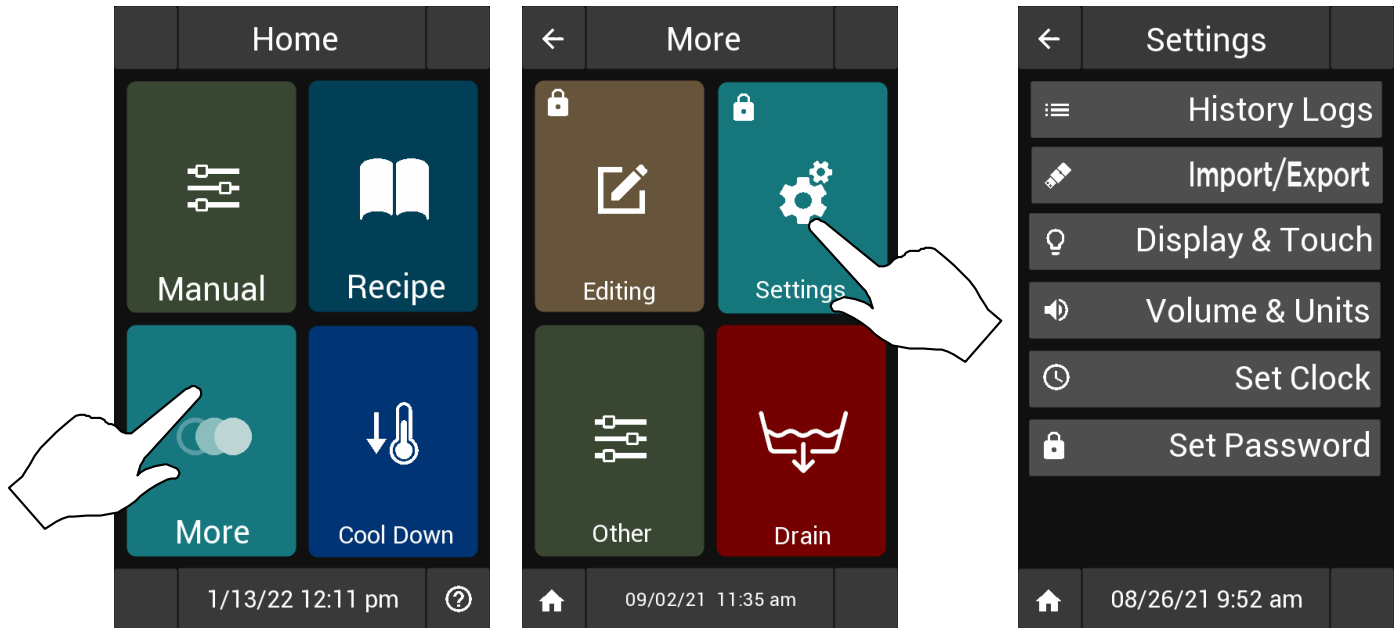 Home
Manual
Recipe
More
Cool Down
1/13/22 12:11 pm
More
Editing
Settings
Other
Drain
09/02/21 11:35 am
Settings
History Logs
Import/Export
Display & Touch
Volume & Units
Set Clock
Set Password
08/26/21 9:52 am